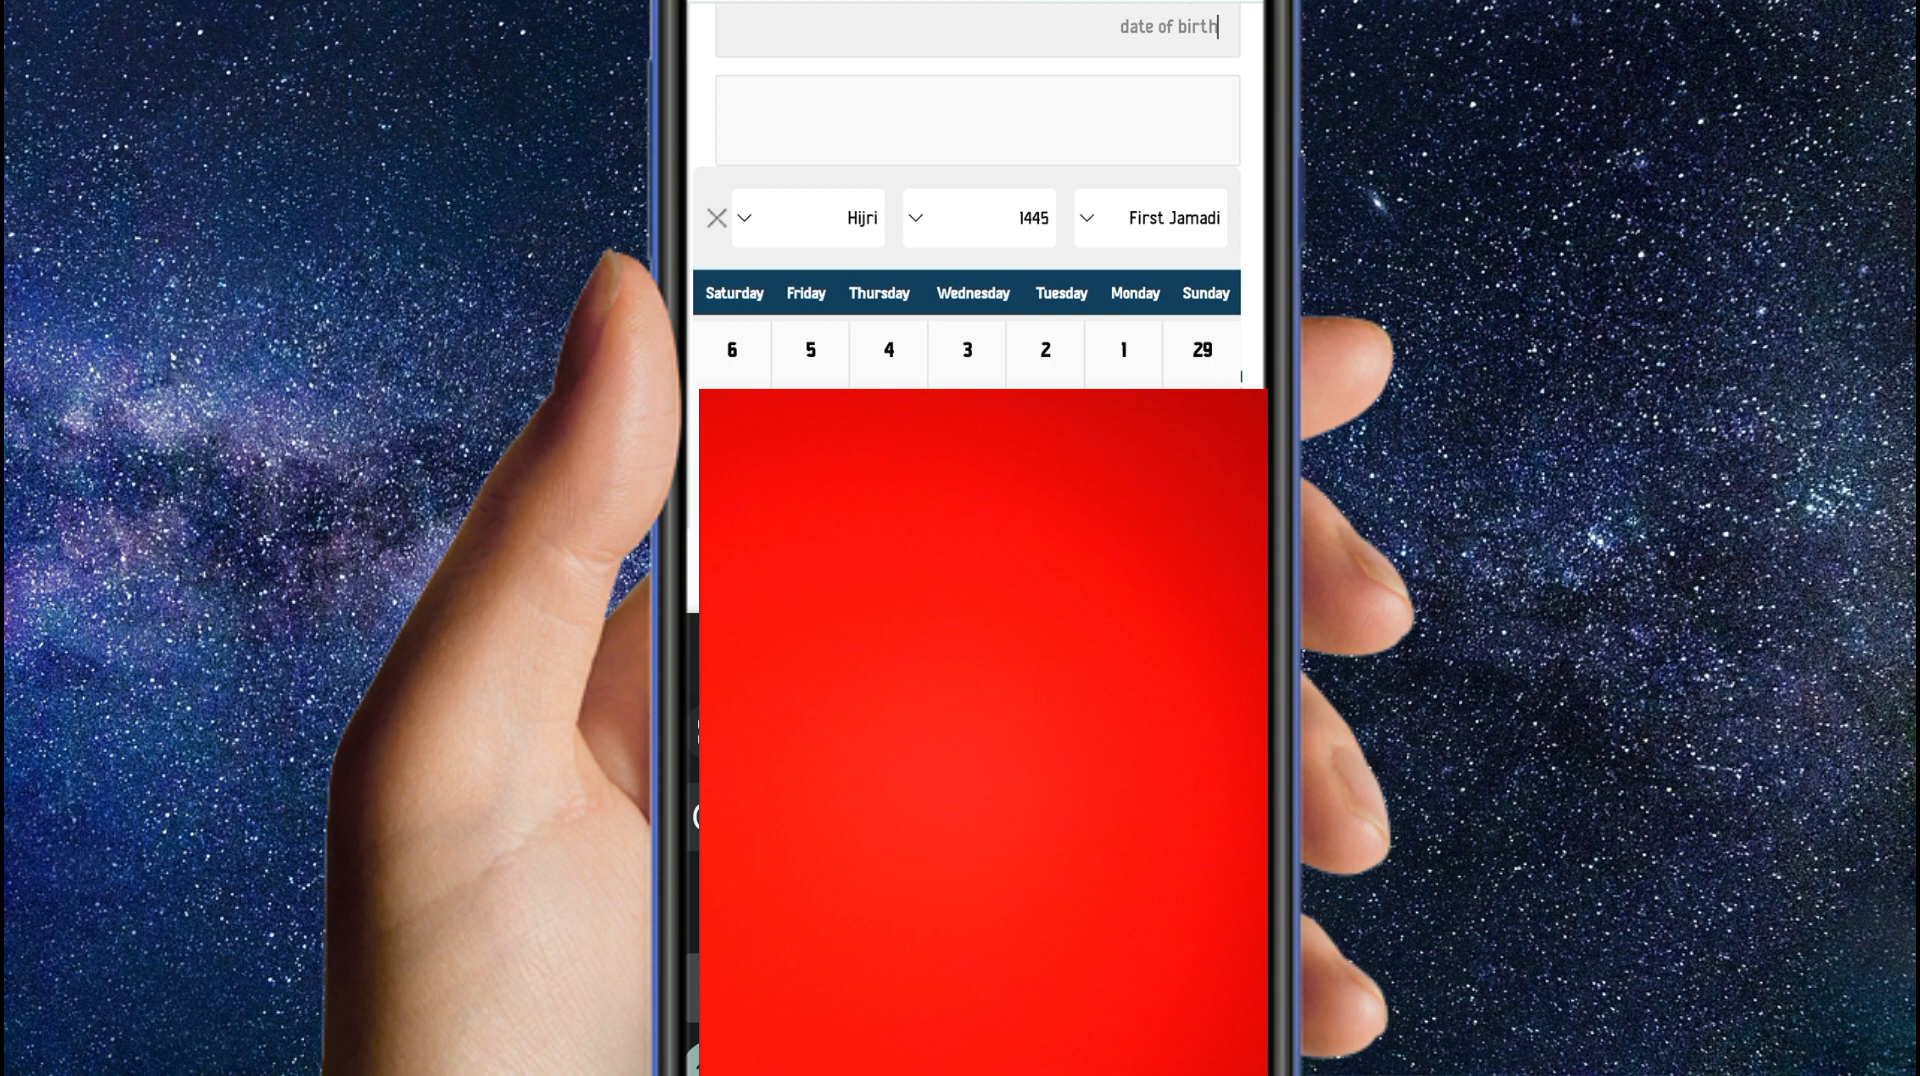 date of birth
Hijri 1445 First Jamadi
Saturday Friday Thursday Wednesday Tuesday Monday Sunday
6 5 4 3 2 1 29